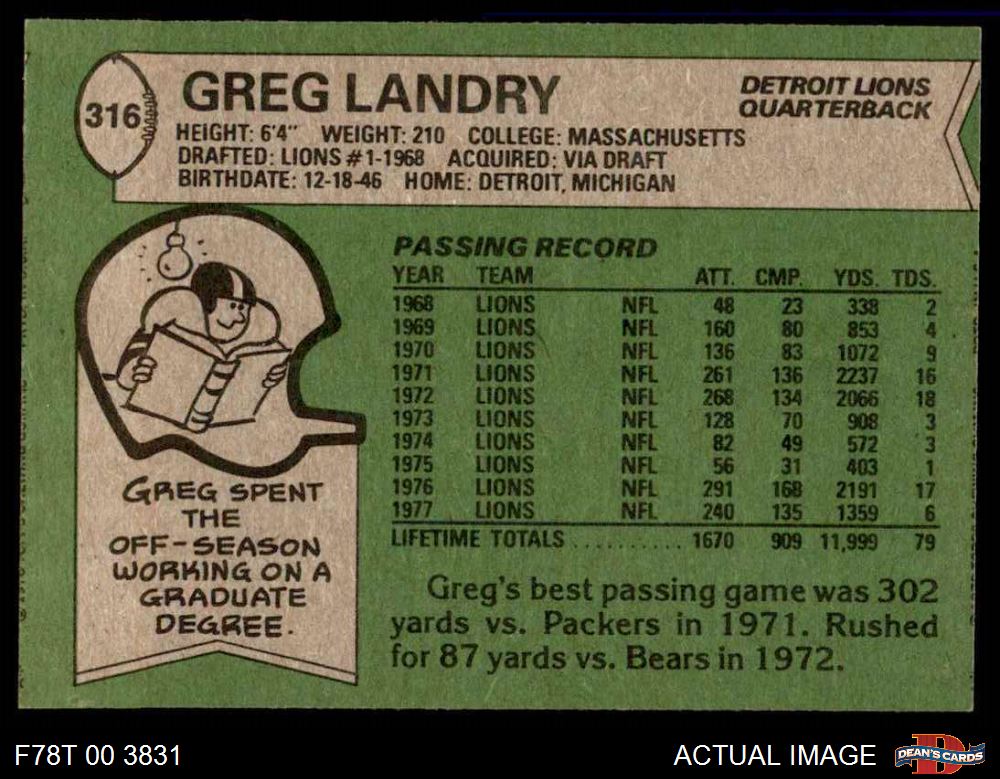 316
GREG LANDRY
DETROIT LIONS
QUARTERBACK
HEIGHT: 6'4" WEIGHT: 210 COLLEGE: MASSACHUSETTS
DRAFTED: LIONS #1-1968 ACQUIRED: VIA DRAFT
BIRTHDATE: 12-18-46 HOME: DETROIT, MICHIGAN
PASSING RECORD
YEAR TEAM ATT. CMP. YDS. TDS.
1968 LIONS NFL 48 23 338 2
1969 LIONS NFL 160 80 853 4
1970 LIONS NFL 136 83 1072 9
1971 LIONS NFL 261 136 2237 16
1972 LIONS NFL 268 134 2066 18
1973 LIONS NFL 128 70 908 3
1974 LIONS NFL 82 49 572 3
1975 LIONS NFL 56 31 403 1
1976 LIONS NFL 291 168 2191 17
1977 LIONS NFL 240 135 1359 6
LIFETIME TOTALS .......... 1670 909 11,999 79
GREG SPENT
THE
OFF-SEASON
WORKING ON A
GRADUATE
DEGREE.
Greg's best passing game was 302
yards vs. Packers in 1971. Rushed
for 87 yards vs. Bears in 1972.
F78T 00 3831
ACTUAL IMAGE
DEAN'S CARDS